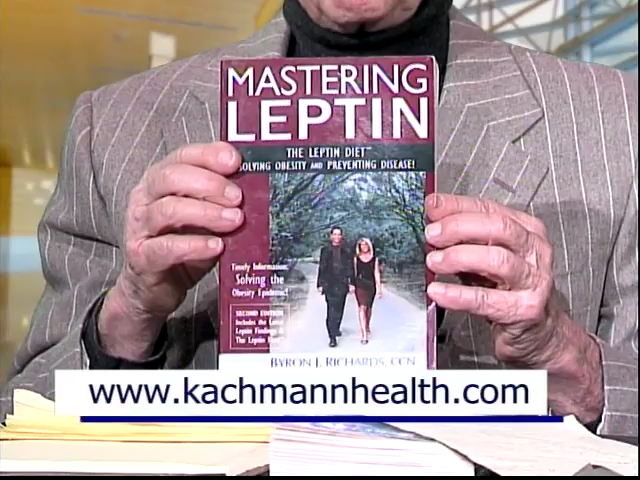 MASTERING
LEPTIN
THE LEPTIN DIET™
SOLVING OBESITY AND PREVENTING DISEASE!
Timely Information:
Solving the
Obesity Epidemic!
SECOND EDITION
Includes the Latest
Leptin Findings &
The Leptin Diet
BYRON J. RICHARDS, CCN
www.kachmannhealth.com